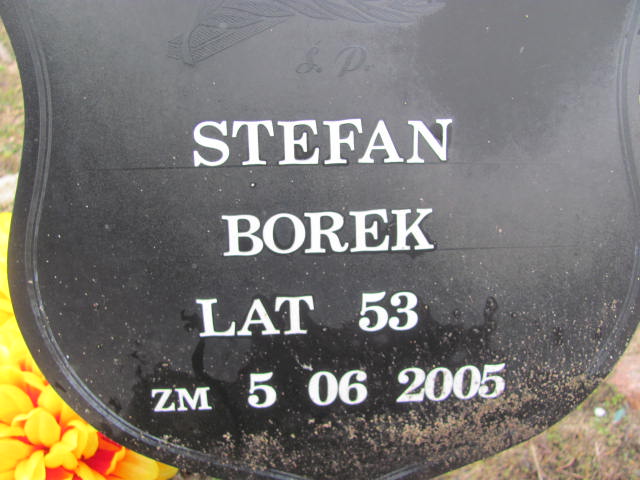 Ś. P.
STEFAN
BOREK
LAT 53
ZM 5 06 2005